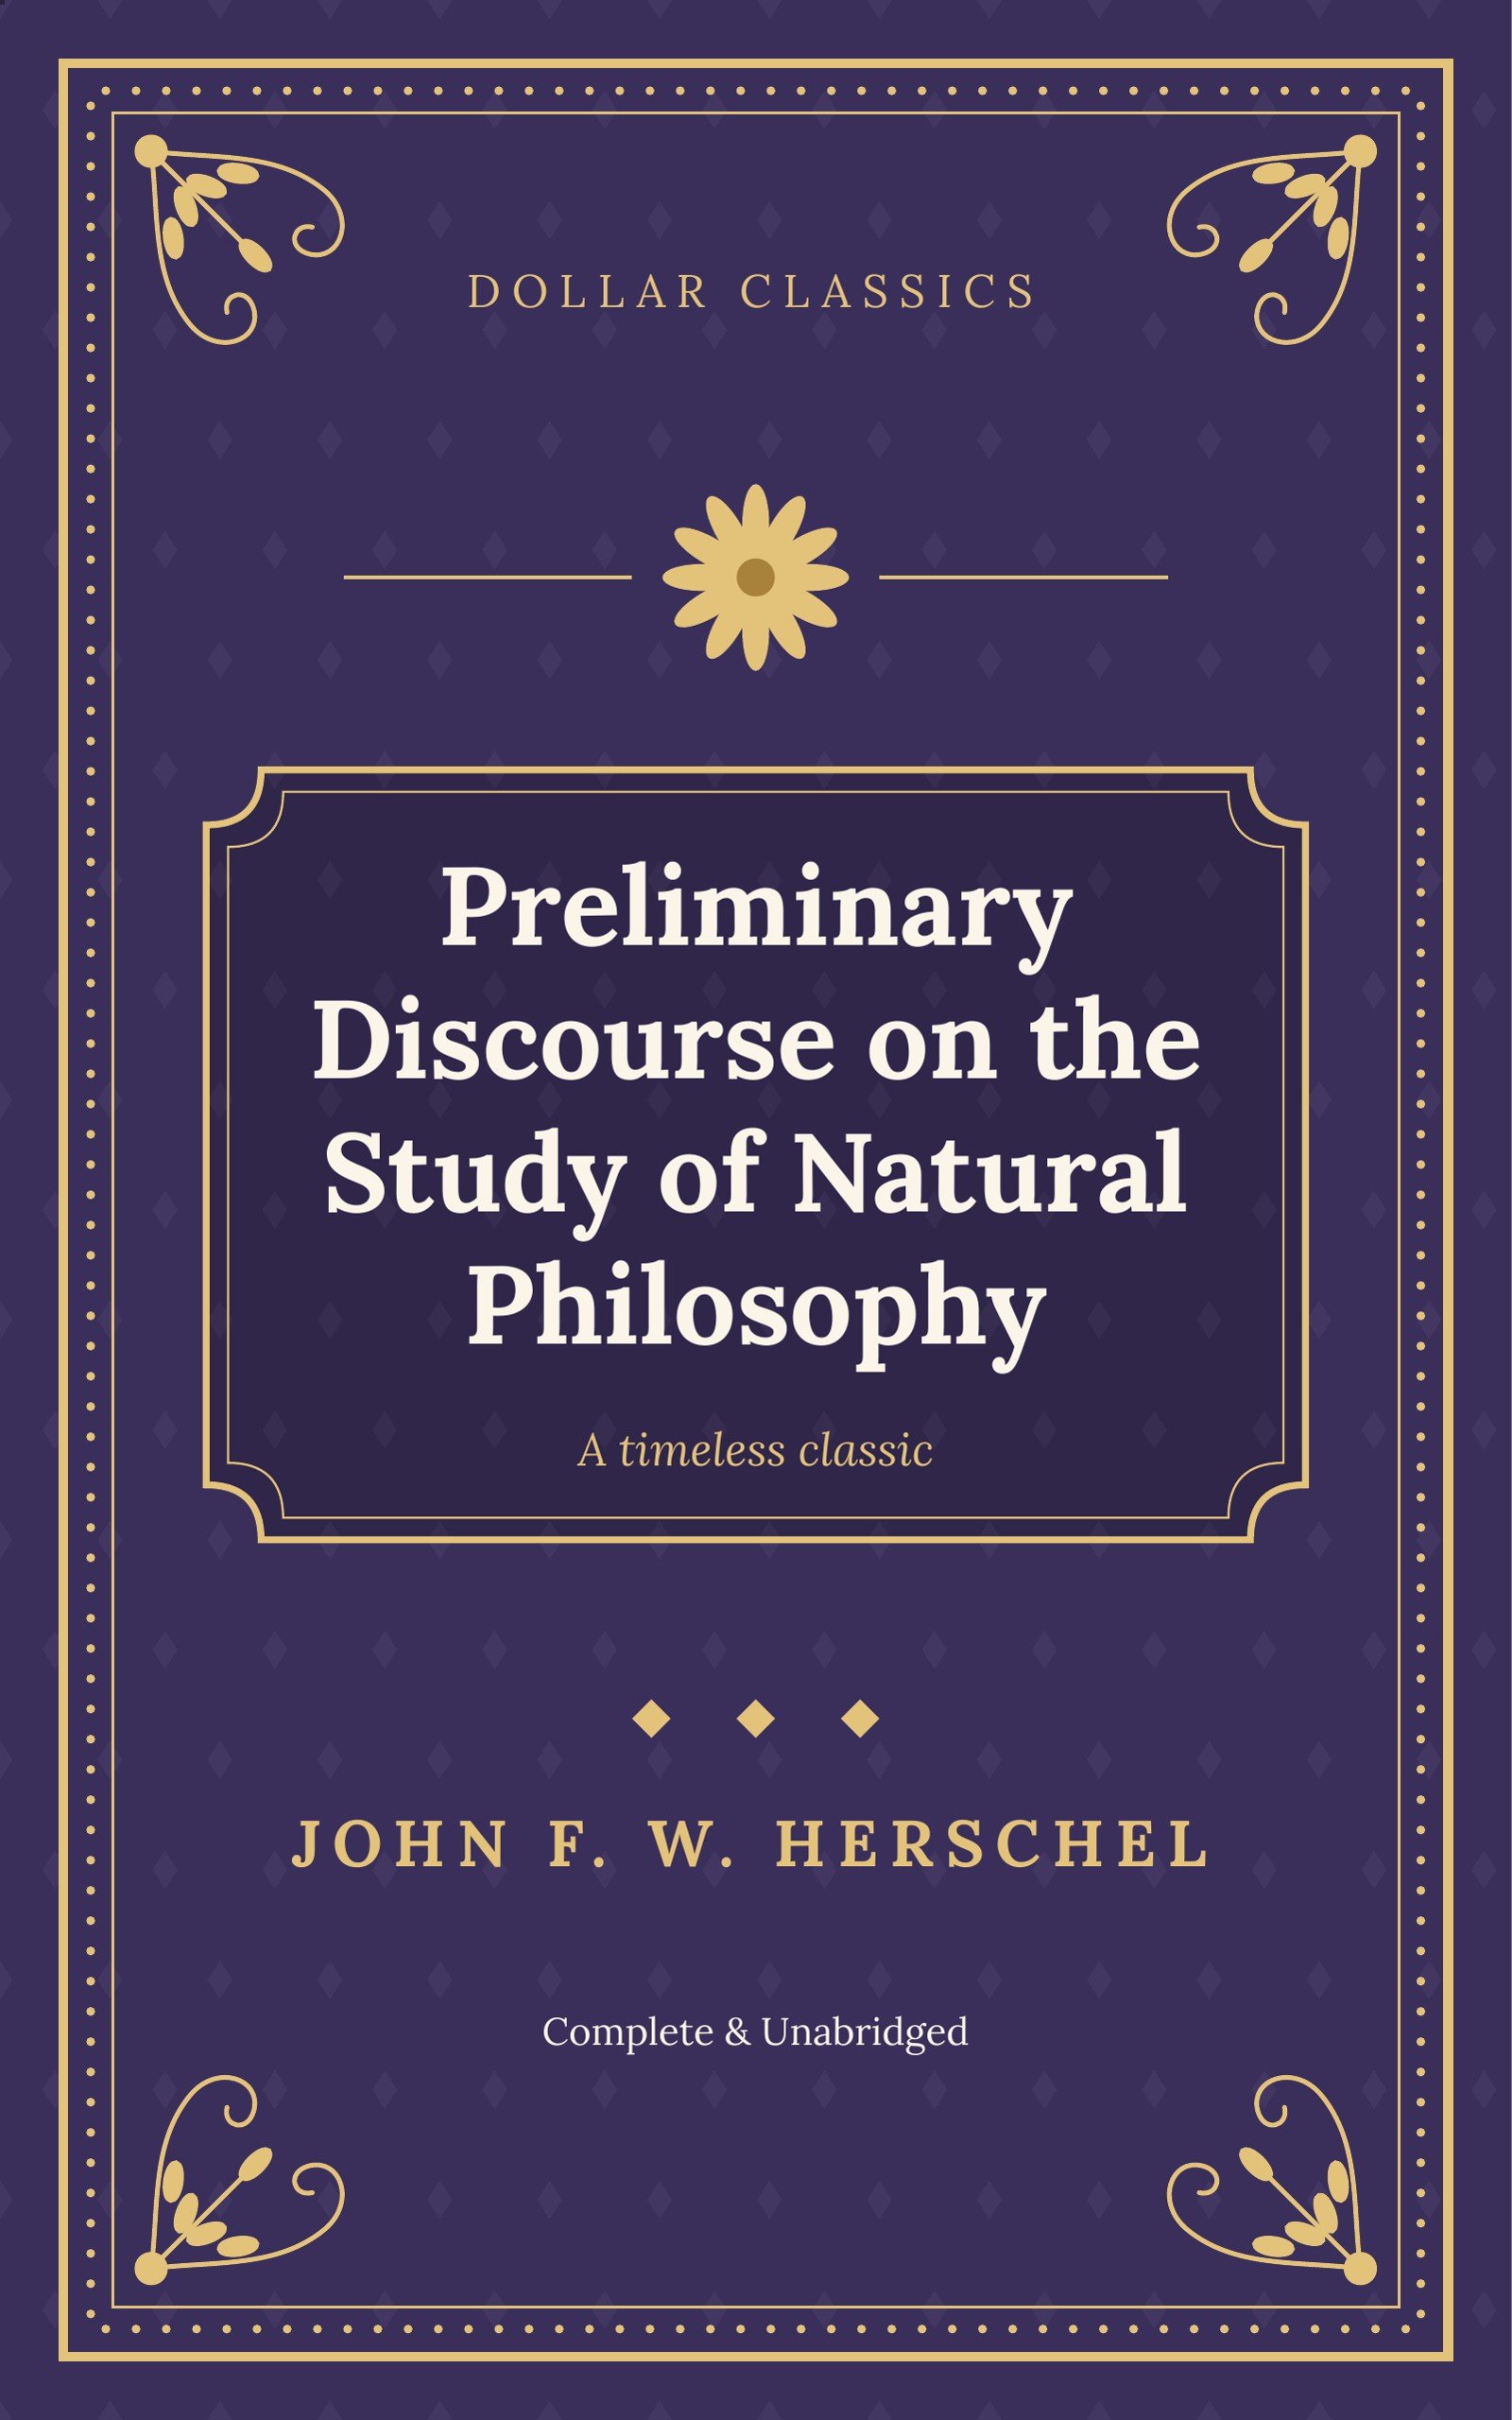 DOLLAR CLASSICS
Preliminary
Discourse on the
Study of Natural
Philosophy
A timeless classic
JOHN F. W. HERSCHEL
Complete & Unabridged